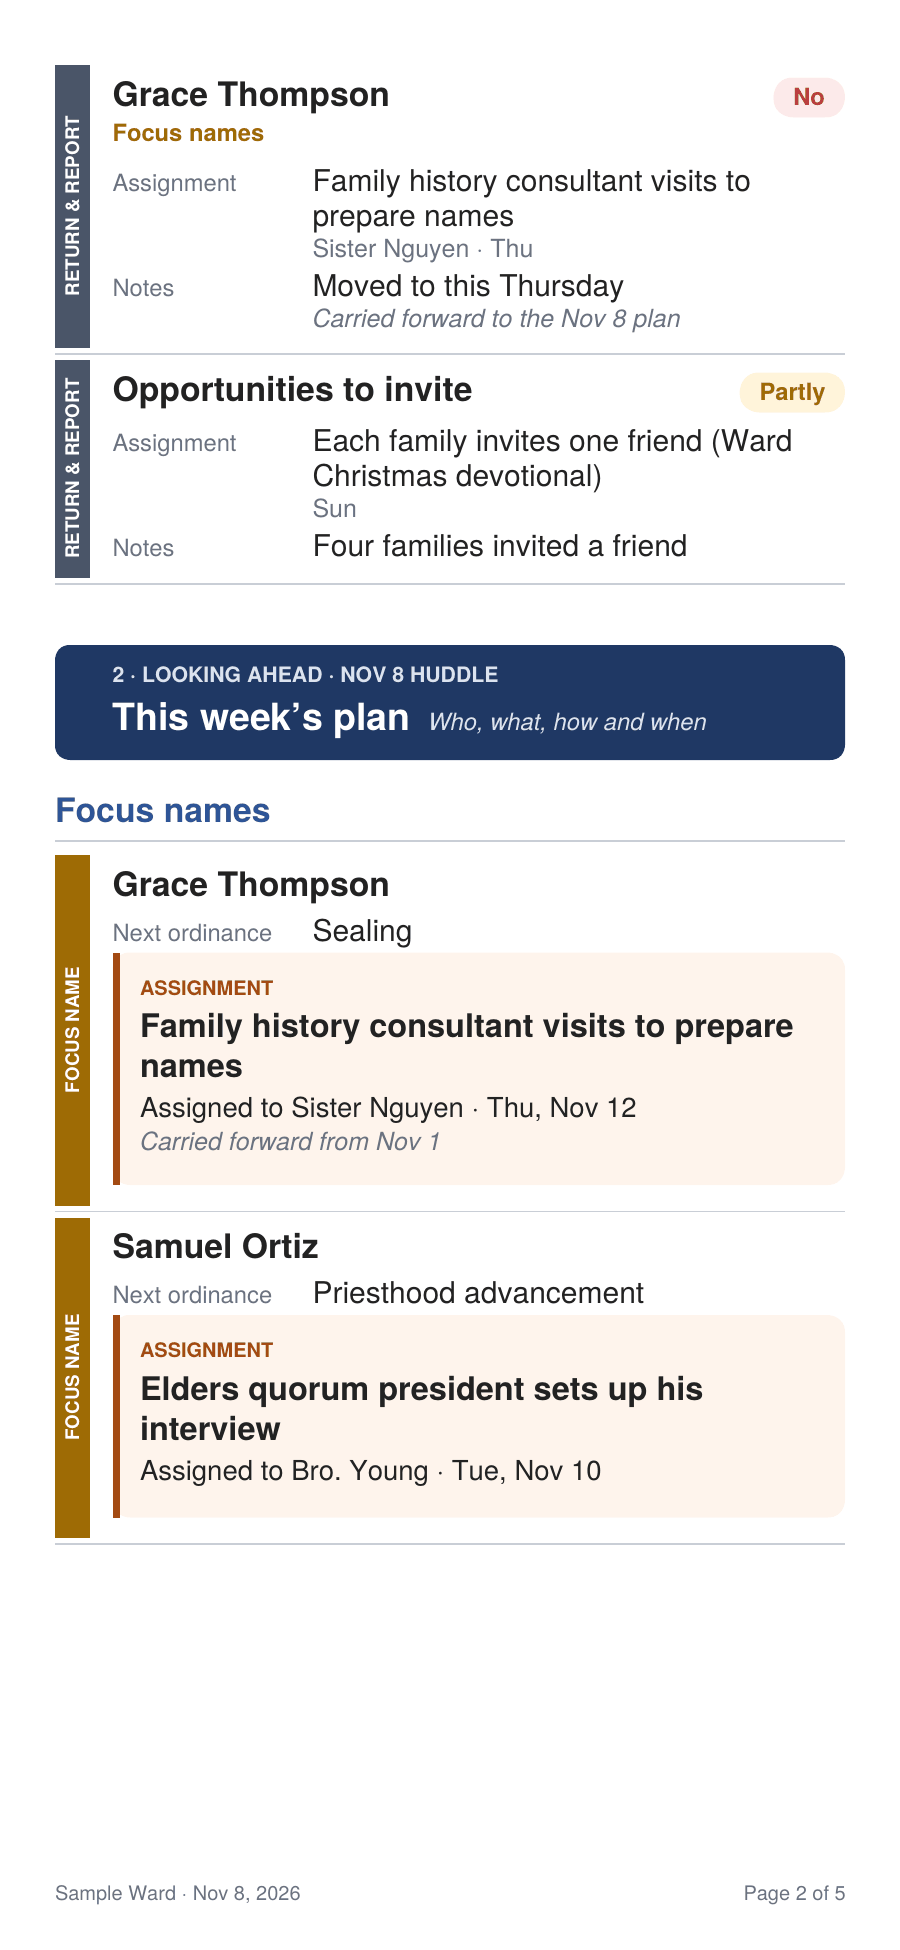 RETURN & REPORT
Grace Thompson
No
Focus names
Assignment
Family history consultant visits to
prepare names
Sister Nguyen · Thu
Notes
Moved to this Thursday
Carried forward to the Nov 8 plan
RETURN & REPORT
Opportunities to invite
Partly
Assignment
Each family invites one friend (Ward
Christmas devotional)
Sun
Notes
Four families invited a friend
2 · LOOKING AHEAD · NOV 8 HUDDLE
This week’s plan Who, what, how and when
Focus names
FOCUS NAME
Grace Thompson
Next ordinance
Sealing
ASSIGNMENT
Family history consultant visits to prepare
names
Assigned to Sister Nguyen · Thu, Nov 12
Carried forward from Nov 1
FOCUS NAME
Samuel Ortiz
Next ordinance
Priesthood advancement
ASSIGNMENT
Elders quorum president sets up his
interview
Assigned to Bro. Young · Tue, Nov 10
Sample Ward · Nov 8, 2026
Page 2 of 5